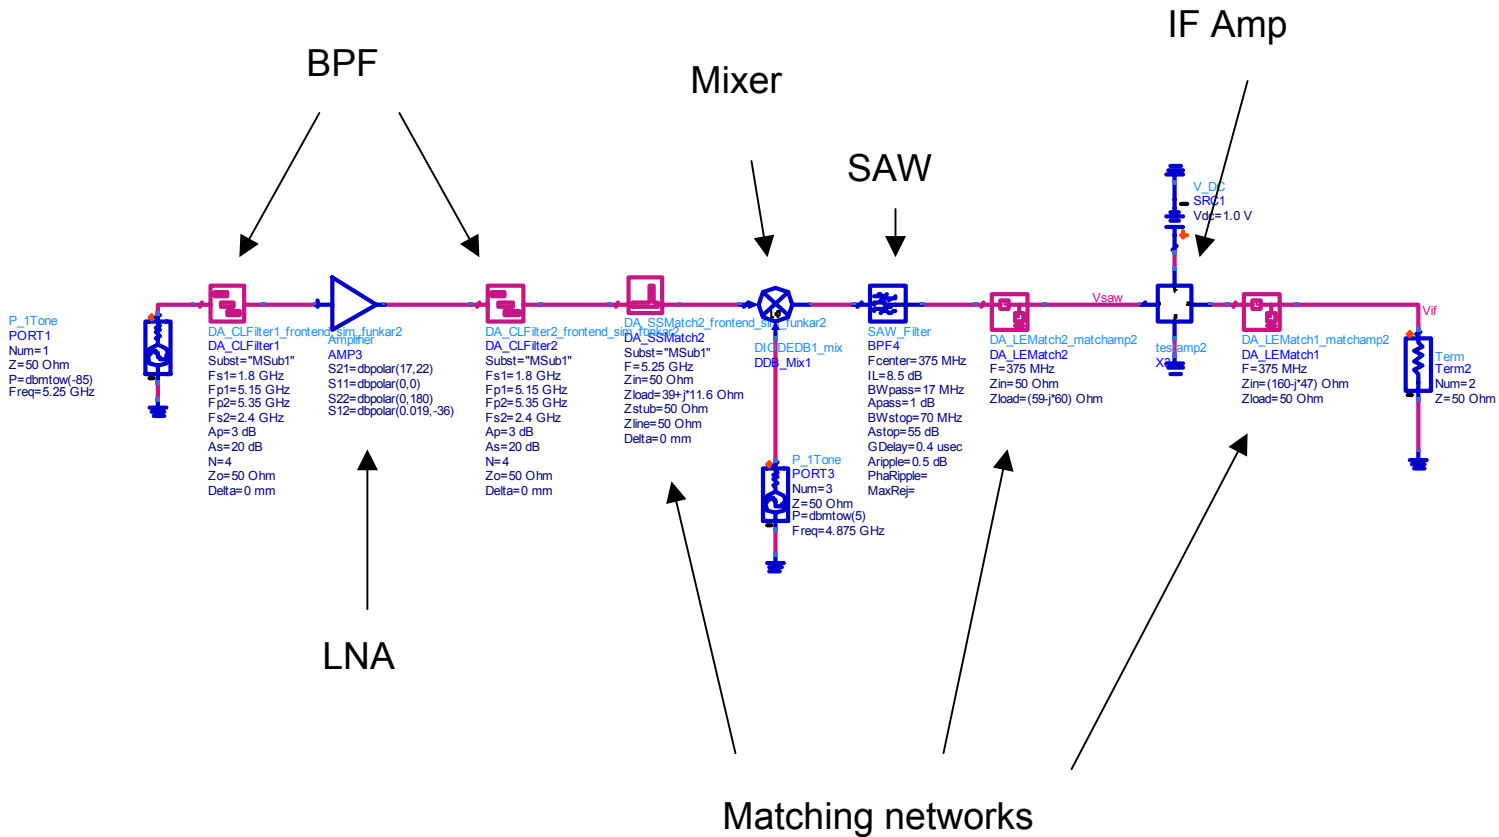 IF Amp
BPF
Mixer
SAW
V_DC
SRC1
Vdc=1.0 V
Vsaw
Vif
P_1Tone
PORT1
Num=1
Z=50 Ohm
P=dbmtow(-85)
Freq=5.25 GHz
DA_CLFilter1_frontend_sim_funkar2
DA_CLFilter1
Subst="MSub1"
Fs1=1.8 GHz
Fp1=5.15 GHz
Fp2=5.35 GHz
Fs2=2.4 GHz
Ap=3 dB
As=20 dB
N=4
Zo=50 Ohm
Delta=0 mm
Amplifier
AMP3
S21=dbpolar(17,22)
S11=dbpolar(0,0)
S22=dbpolar(0,180)
S12=dbpolar(0.019,-36)
DA_CLFilter2_frontend_sim_funkar2
DA_CLFilter2
Subst="MSub1"
Fs1=1.8 GHz
Fp1=5.15 GHz
Fp2=5.35 GHz
Fs2=2.4 GHz
Ap=3 dB
As=20 dB
N=4
Zo=50 Ohm
Delta=0 mm
DA_SSMatch2_frontend_sim_funkar2
DA_SSMatch2
Subst="MSub1"
F=5.25 GHz
Zin=50 Ohm
Zload=39+j*11.6 Ohm
Zstub=50 Ohm
Zline=50 Ohm
Delta=0 mm
LO
DIODEDB1_mix
DDB_Mix1
P_1Tone
PORT3
Num=3
Z=50 Ohm
P=dbmtow(5)
Freq=4.875 GHz
SAW_Filter
BPF4
Fcenter=375 MHz
IL=8.5 dB
BWpass=17 MHz
Apass=1 dB
BWstop=70 MHz
Astop=55 dB
GDelay=0.4 usec
Aripple=0.5 dB
PhaRipple=
MaxRej=
DA_LEMatch2_matchamp2
DA_LEMatch2
F=375 MHz
Zin=50 Ohm
Zload=(59-j*60) Ohm
testamp2
DA_LEMatch1_matchamp2
DA_LEMatch1
F=375 MHz
Zin=(160-j*47) Ohm
Zload=50 Ohm
Term
Term2
Num=2
Z=50 Ohm
LNA
Matching networks